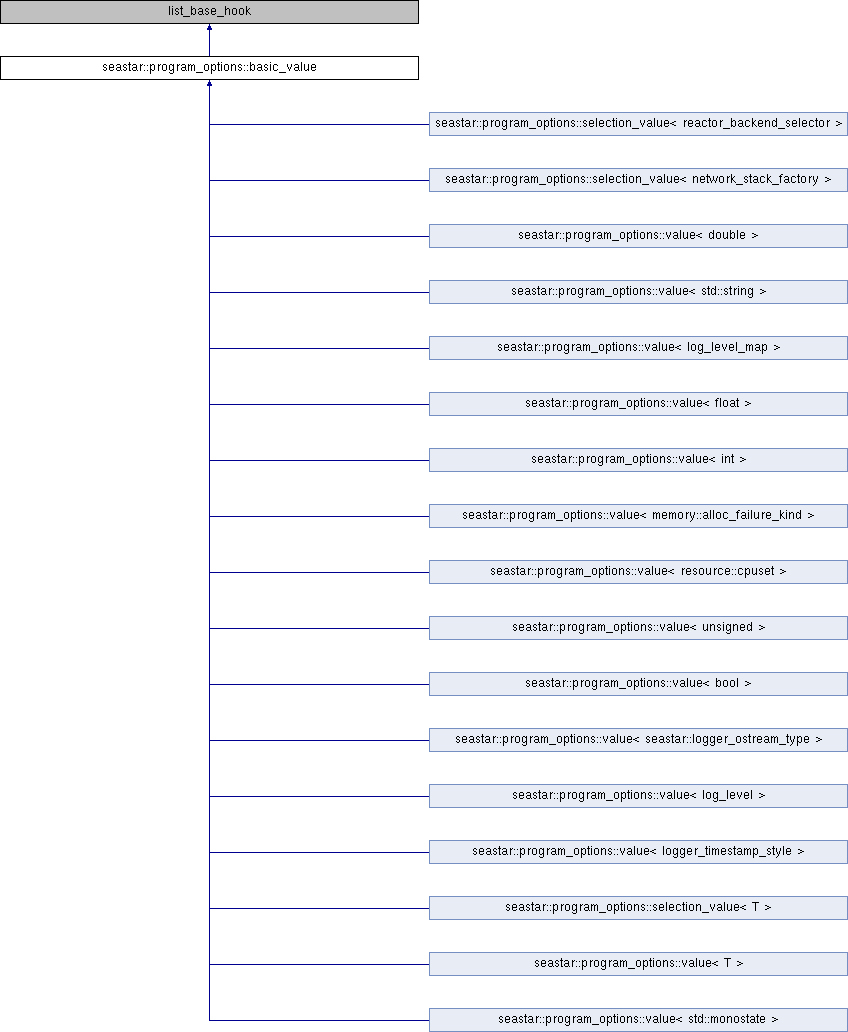 list_base_hook
seastar::program_options::basic_value
seastar::program_options::selection_value< reactor_backend_selector >
seastar::program_options::selection_value< network_stack_factory >
seastar::program_options::value< double >
seastar::program_options::value< std::string >
seastar::program_options::value< log_level_map >
seastar::program_options::value< float >
seastar::program_options::value< int >
seastar::program_options::value< memory::alloc_failure_kind >
seastar::program_options::value< resource::cpuset >
seastar::program_options::value< unsigned >
seastar::program_options::value< bool >
seastar::program_options::value< seastar::logger_ostream_type >
seastar::program_options::value< log_level >
seastar::program_options::value< logger_timestamp_style >
seastar::program_options::selection_value< T >
seastar::program_options::value< T >
seastar::program_options::value< std::monostate >